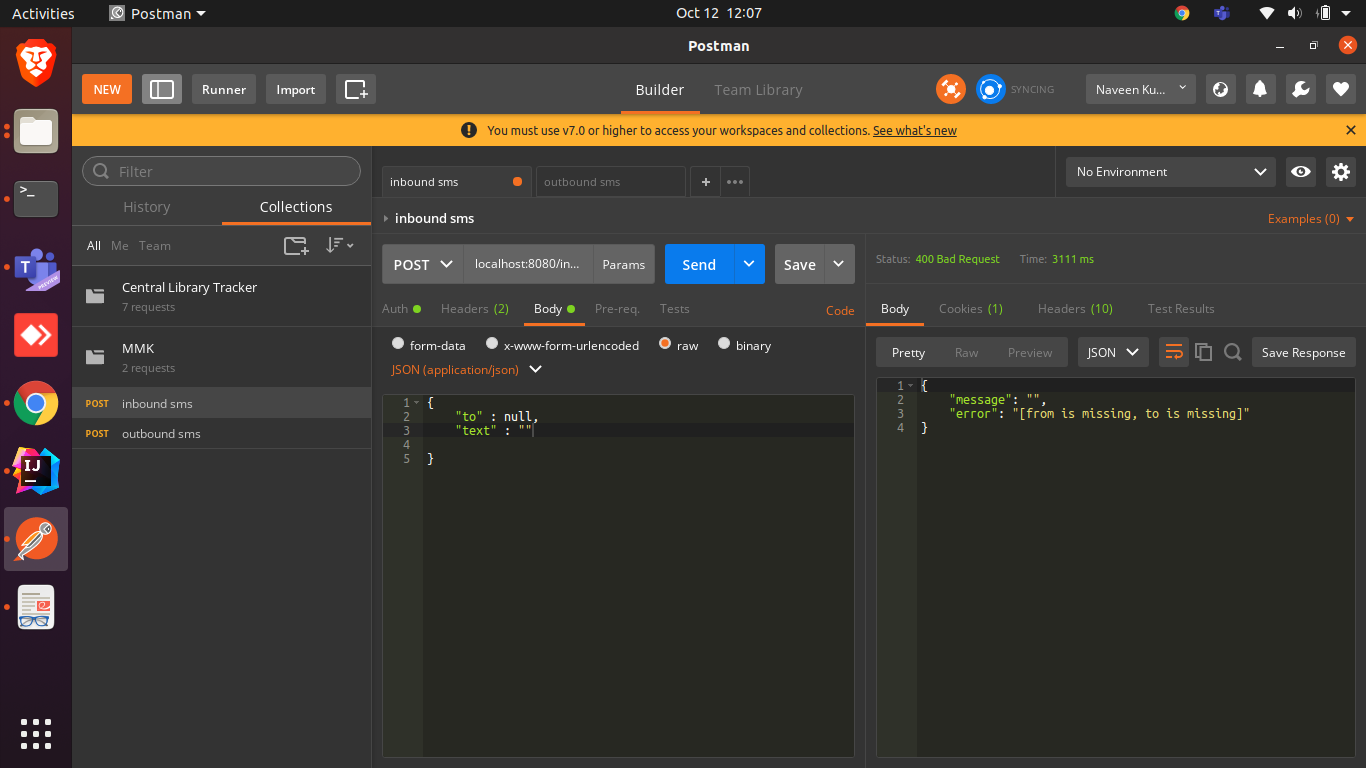 Activities Postman Oct 12 12:07
Postman
NEW Runner Import Builder Team Library SYNCING Naveen Ku...
You must use v7.0 or higher to access your workspaces and collections. See what's new
Filter
History Collections
All Me Team
Central Library Tracker
7 requests
MMK
2 requests
POST inbound sms
POST outbound sms
inbound sms outbound sms + ••• No Environment
inbound sms Examples (0)
POST localhost:8080/in... Params Send Save
Auth Headers (2) Body Pre-req. Tests Code
form-data x-www-form-urlencoded raw binary
JSON (application/json)
1 {
2 "to" : null,
3 "text" : ""
4
5 }
Status: 400 Bad Request Time: 3111 ms
Body Cookies (1) Headers (10) Test Results
Pretty Raw Preview JSON Save Response
1 {
2 "message": "",
3 "error": "[from is missing, to is missing]"
4 }
>_
T
PREVIEW
IJ